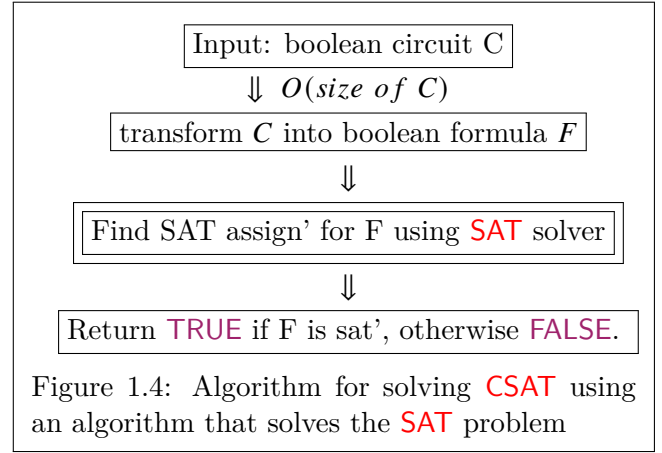 Input: boolean circuit C
⇓ O(size of C)
transform C into boolean formula F
⇓
Find SAT assign' for F using SAT solver
⇓
Return TRUE if F is sat', otherwise FALSE.
Figure 1.4: Algorithm for solving CSAT using
an algorithm that solves the SAT problem